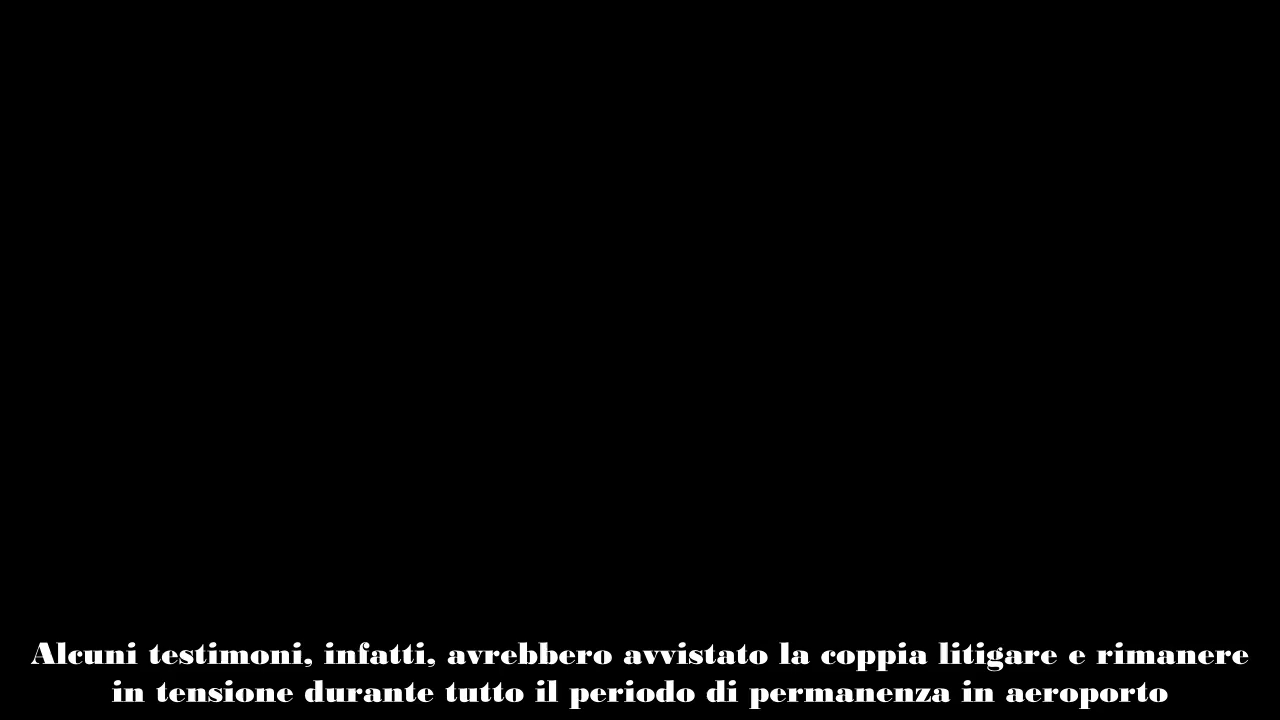 Alcuni testimoni, infatti, avrebbero avvistato la coppia litigare e rimanere
in tensione durante tutto il periodo di permanenza in aeroporto